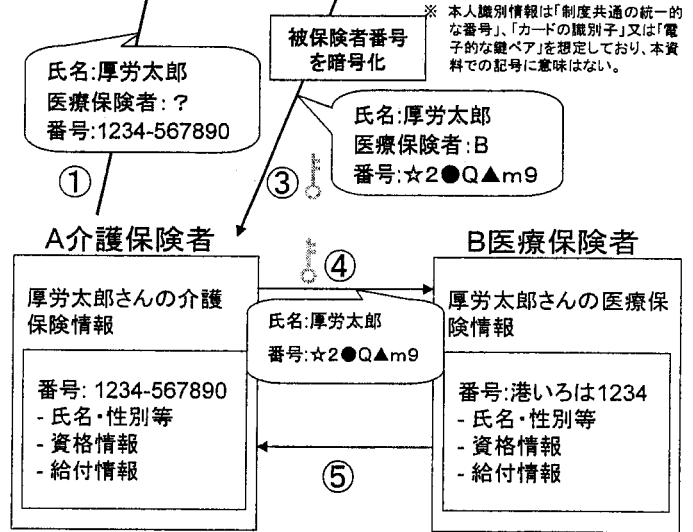 ※ 本人識別情報は「制度共通の統一的
な番号」、「カードの識別子」又は「電
子的な鍵ペア」を想定しており、本資
料での記号に意味はない。
被保険者番号
を暗号化
氏名:厚労太郎
医療保険者:?
番号:1234-567890
氏名:厚労太郎
医療保険者:B
番号:☆2●Q▲m9
①
③
A介護保険者
④
B医療保険者
厚労太郎さんの介護
保険情報
氏名:厚労太郎
番号:☆2●Q▲m9
厚労太郎さんの医療保
険情報
番号: 1234-567890
- 氏名・性別等
- 資格情報
- 給付情報
番号:港いろは1234
- 氏名・性別等
- 資格情報
- 給付情報
⑤